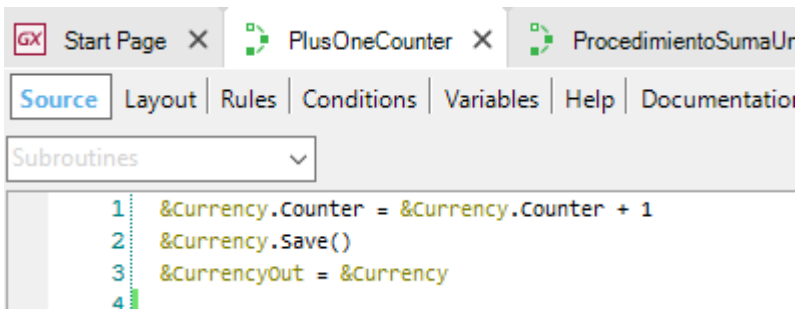 GX Start Page X PlusOneCounter X ProcedimientoSumaUn
Source Layout Rules Conditions Variables Help Documentation
Subroutines
1 &Currency.Counter = &Currency.Counter + 1
2 &Currency.Save()
3 &CurrencyOut = &Currency
4